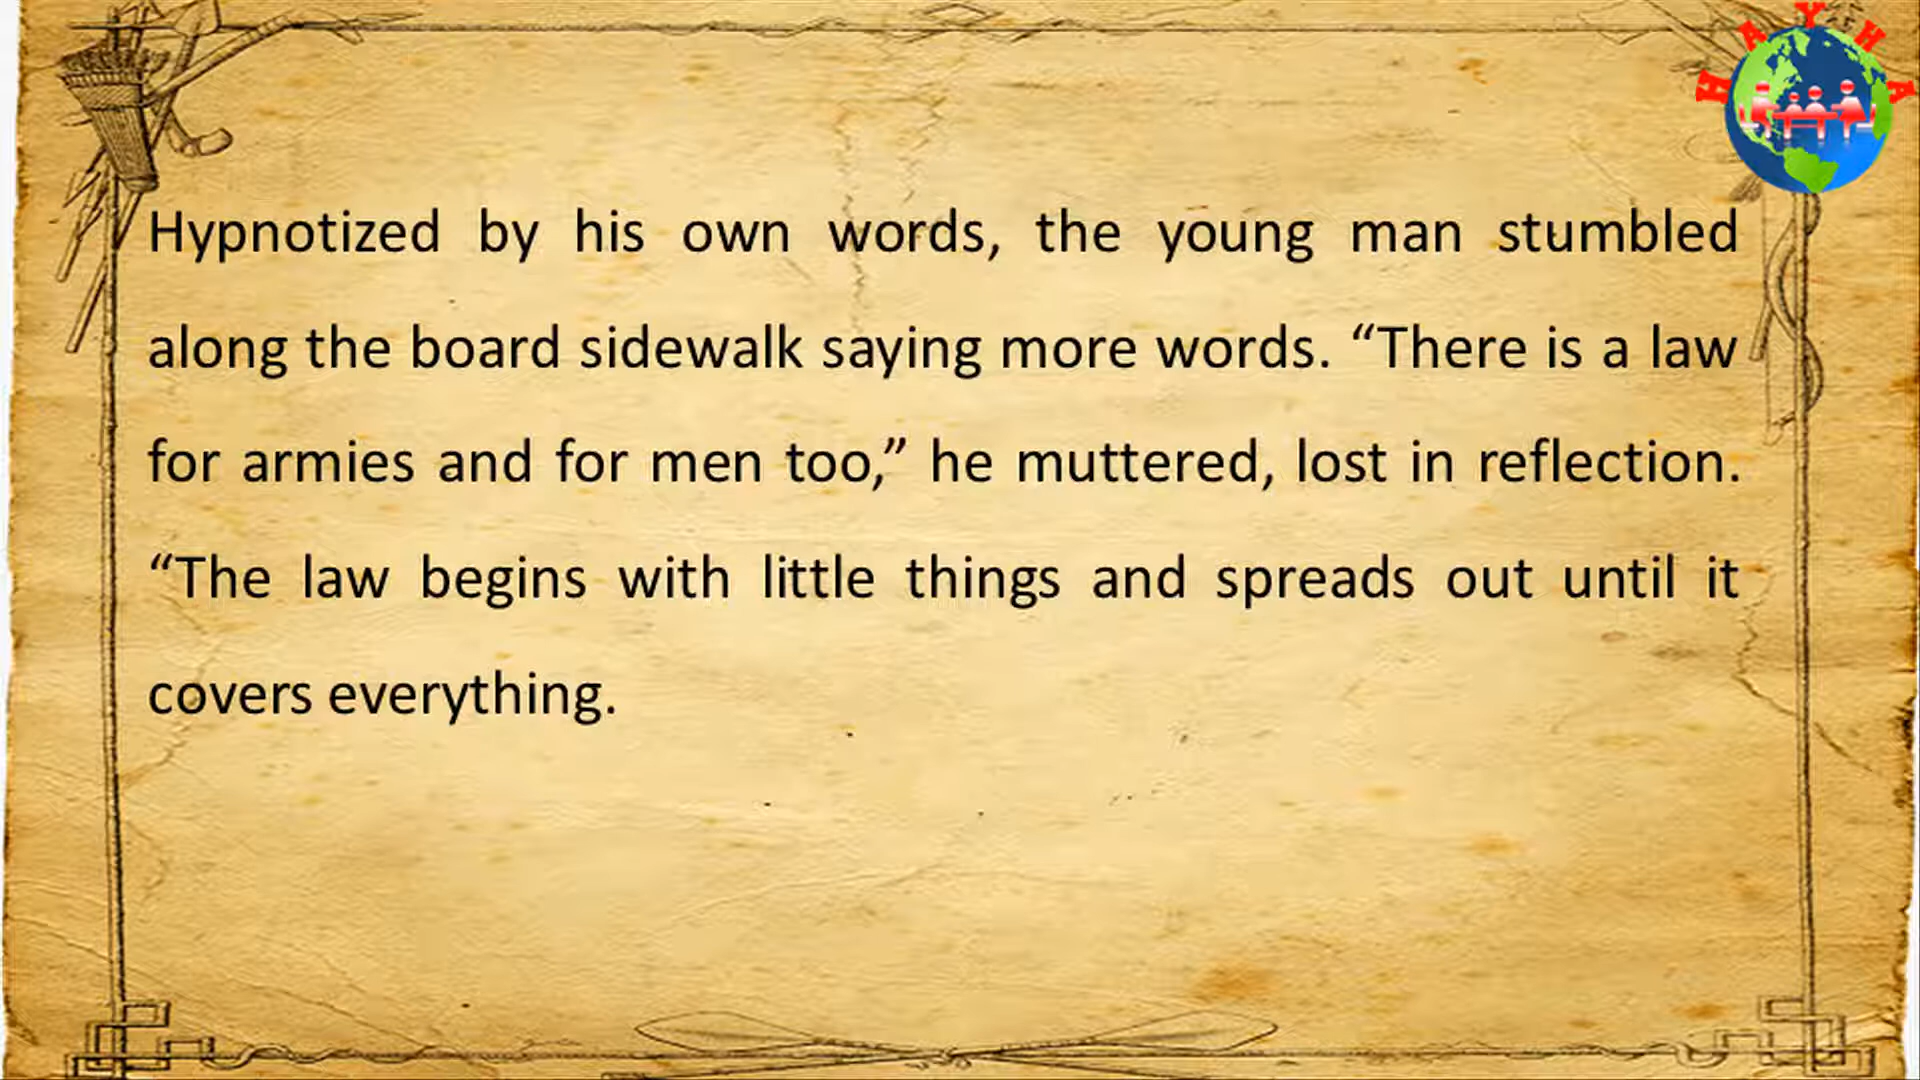 HAYHA
Hypnotized by his own words, the young man stumbled
along the board sidewalk saying more words. “There is a law
for armies and for men too,” he muttered, lost in reflection.
“The law begins with little things and spreads out until it
covers everything.